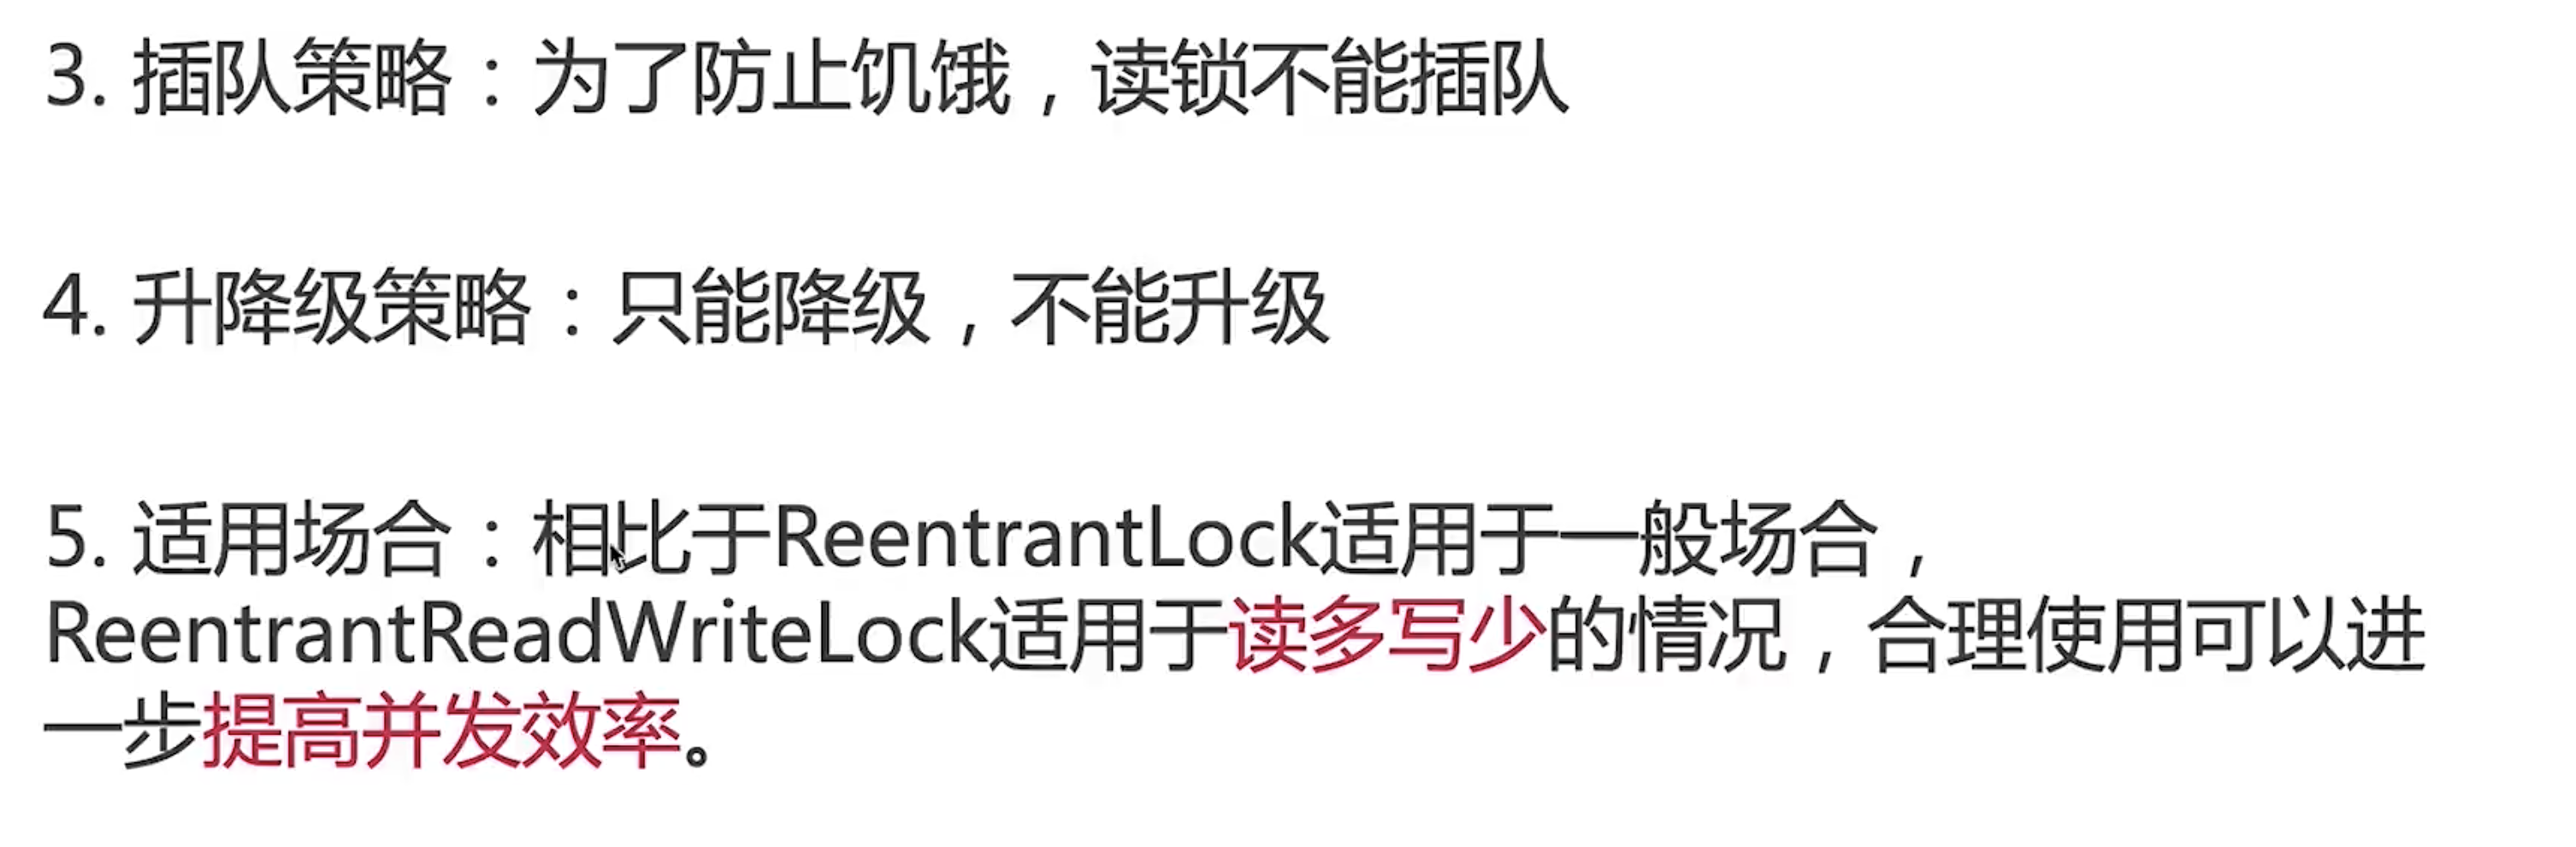 3. 插队策略：为了防止饥饿，读锁不能插队
4. 升降级策略：只能降级，不能升级
5. 适用场合：相比于ReentrantLock适用于一般场合，
ReentrantReadWriteLock适用于读多写少的情况，合理使用可以进
一步提高并发效率。